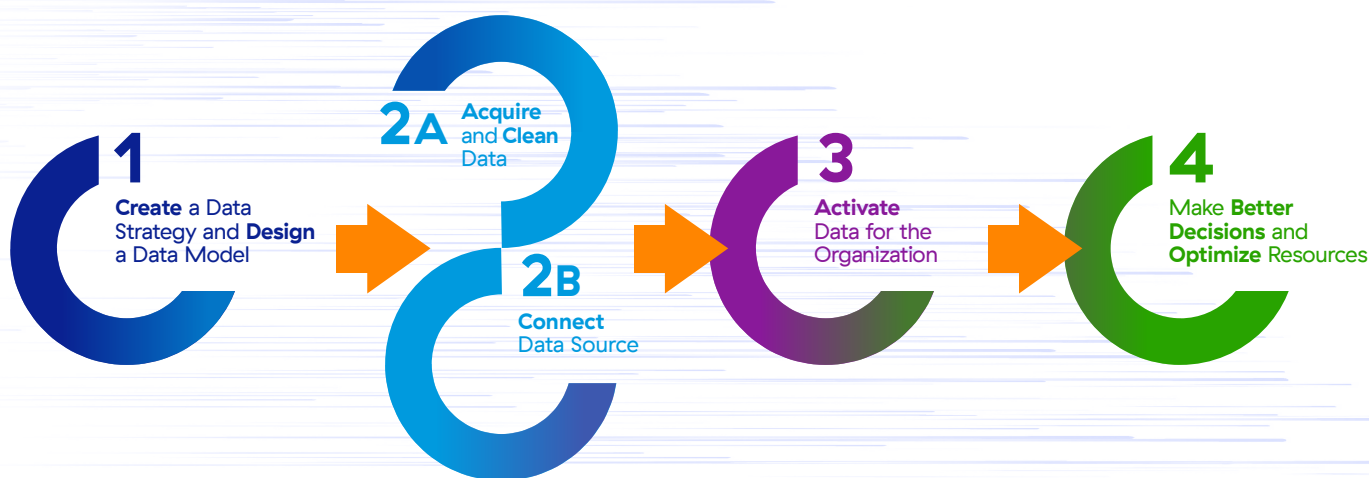 1
Create a Data
Strategy and Design
a Data Model
2A
Acquire
and Clean
Data
2B
Connect
Data Source
3
Activate
Data for the
Organization
4
Make Better
Decisions and
Optimize Resources